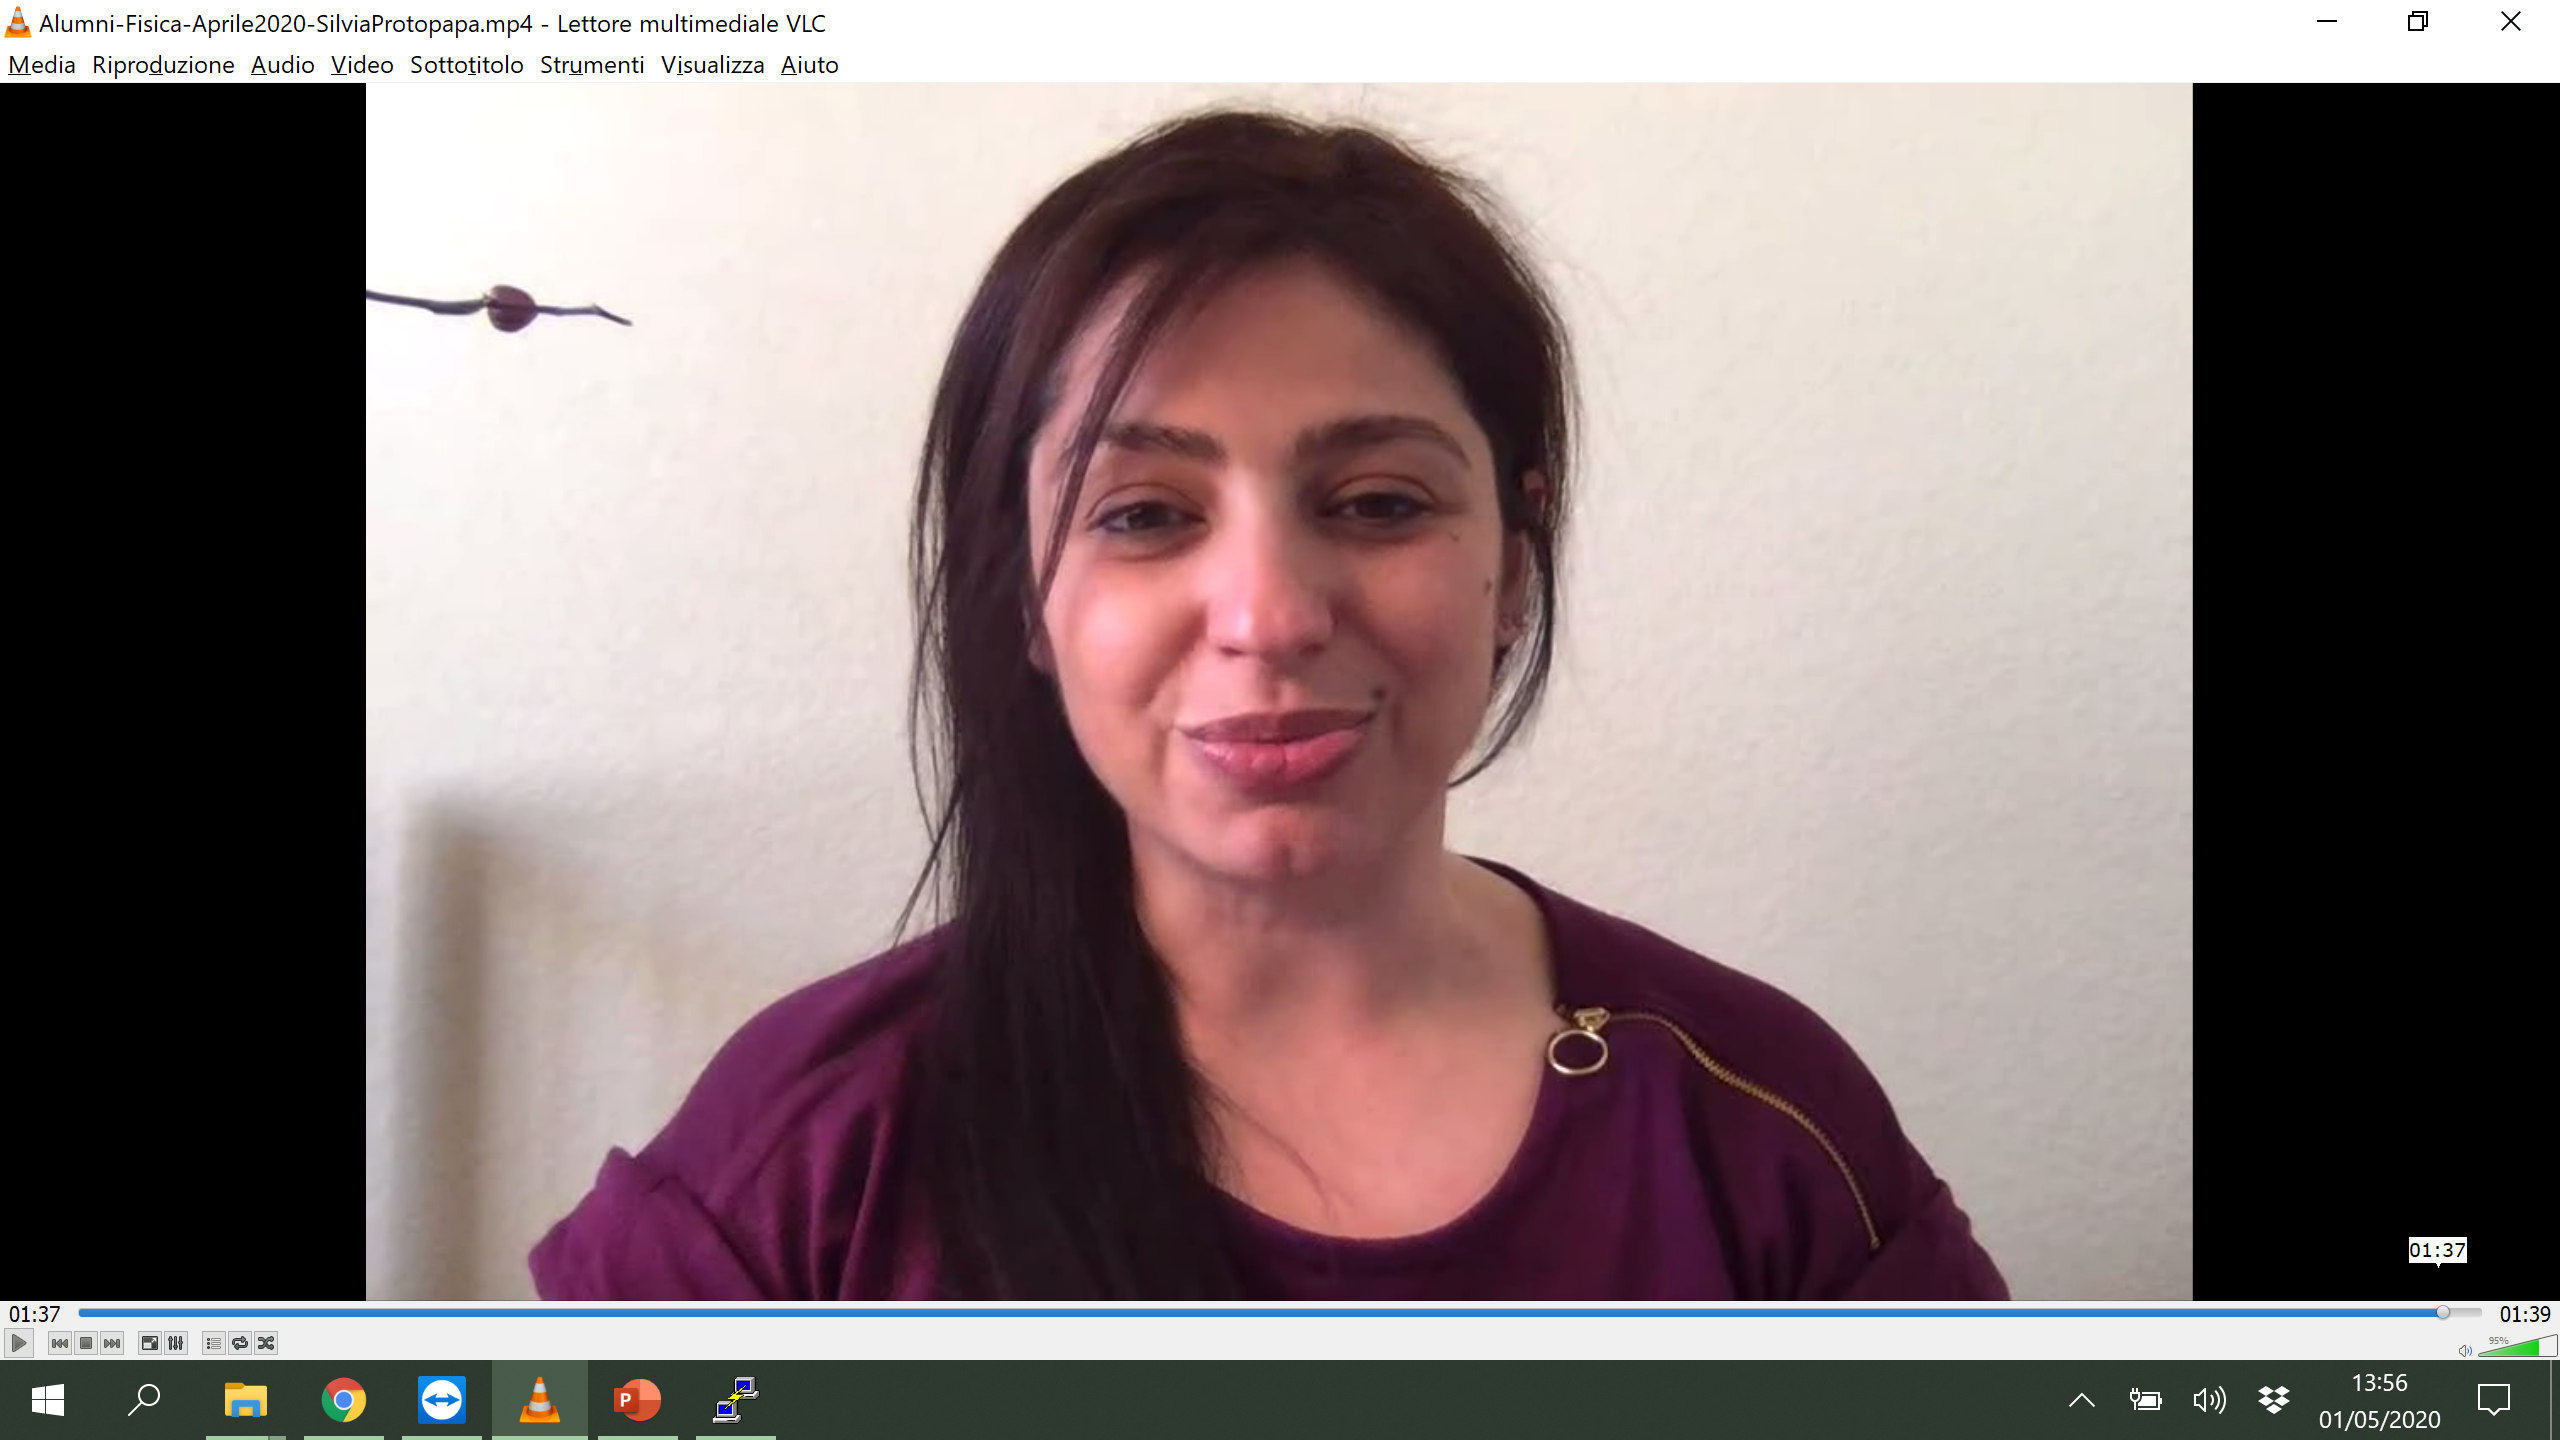 Alumni-Fisica-Aprile2020-SilviaProtopapa.mp4 - Lettore multimediale VLC
Media Riproduzione Audio Video Sottotitolo Strumenti Visualizza Aiuto
01:37
01:37 01:39
95%
P
13:56
01/05/2020